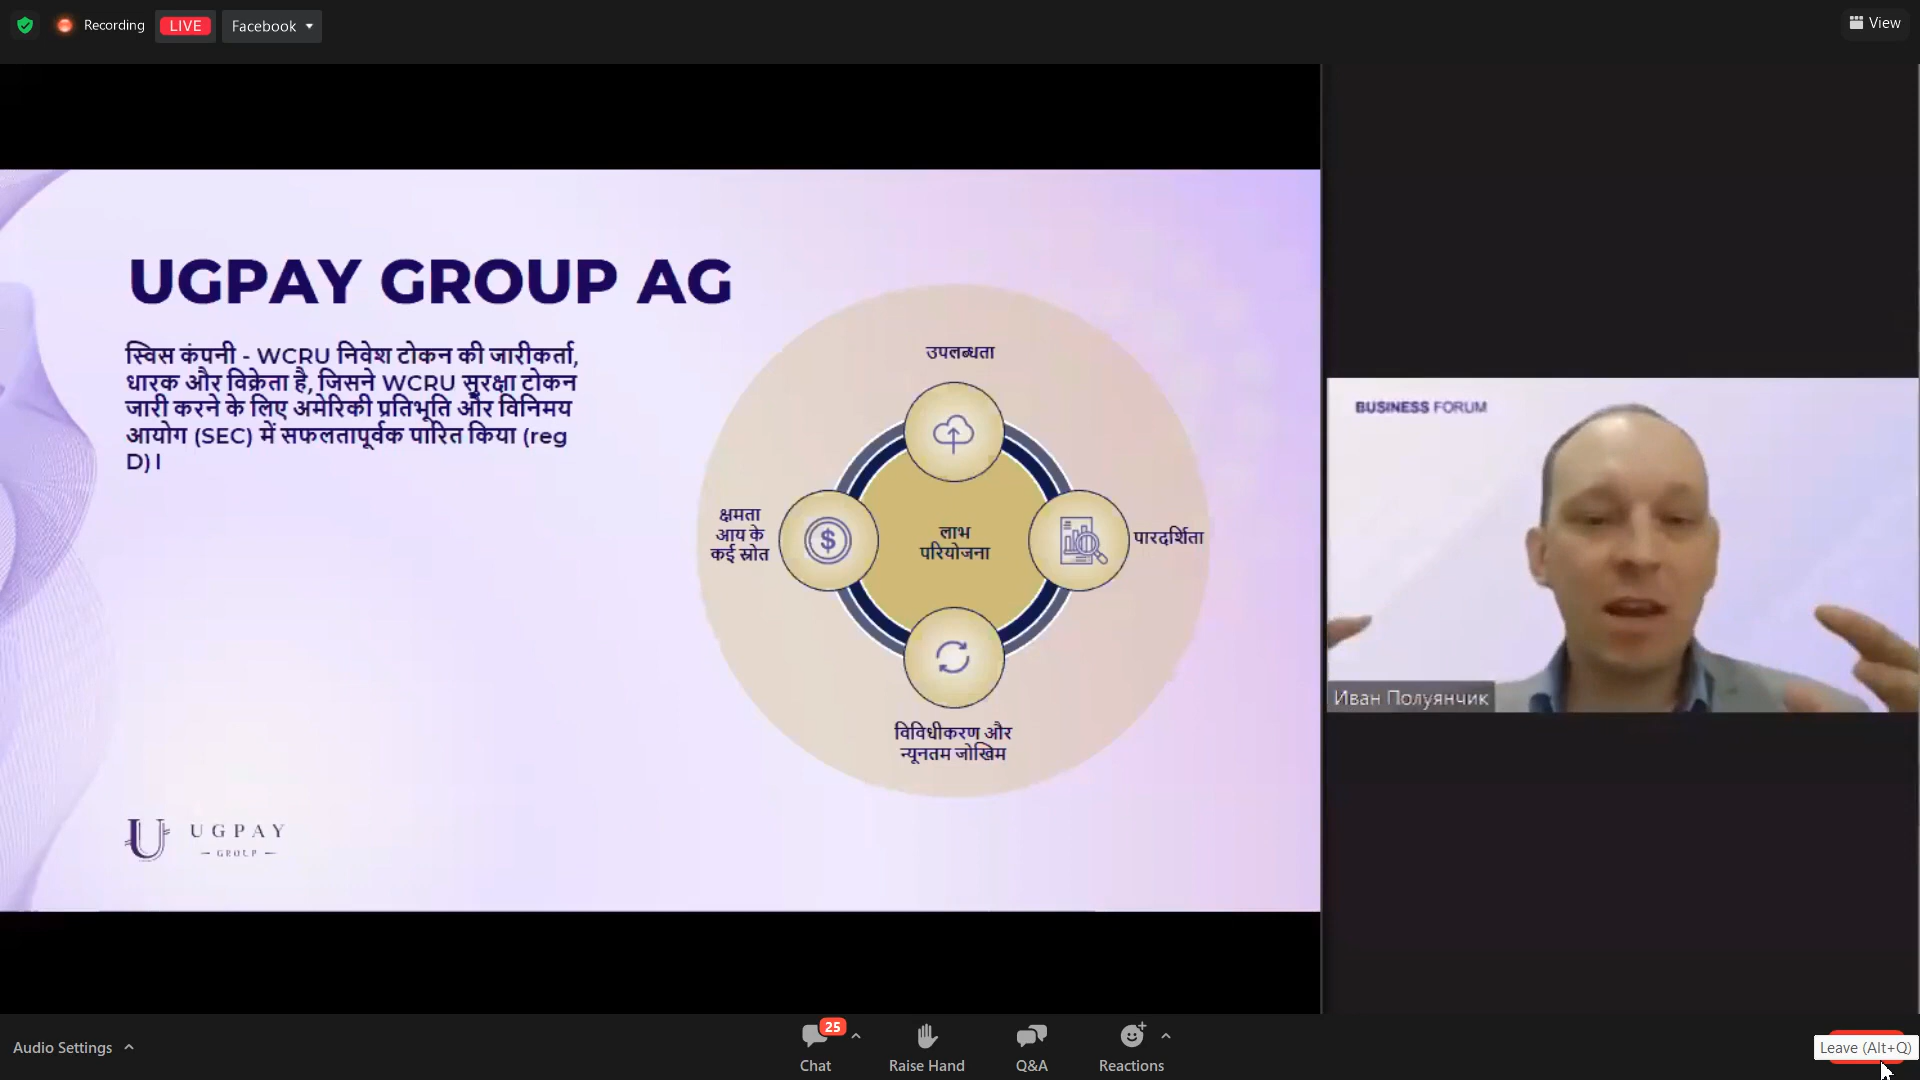 Recording
LIVE
Facebook
View
UGPAY GROUP AG
स्विस कंपनी - WCRU निवेश टोकन की जारीकर्ता,
धारक और विक्रेता है, जिसने WCRU सुरक्षा टोकन
जारी करने के लिए अमेरिकी प्रतिभूति और विनिमय
आयोग (SEC) में सफलतापूर्वक पारित किया (reg
D) I
उपलब्धता
क्षमता
आय के
कई स्रोत
$
लाभ
परियोजना
पारदर्शिता
विविधीकरण और
न्यूनतम जोखिम
U UGPAY
GROUP
BUSINESS FORUM
Иван Полуянчик
Audio Settings
25
Chat
Raise Hand
Q&A
Reactions
Leave (Alt+Q)